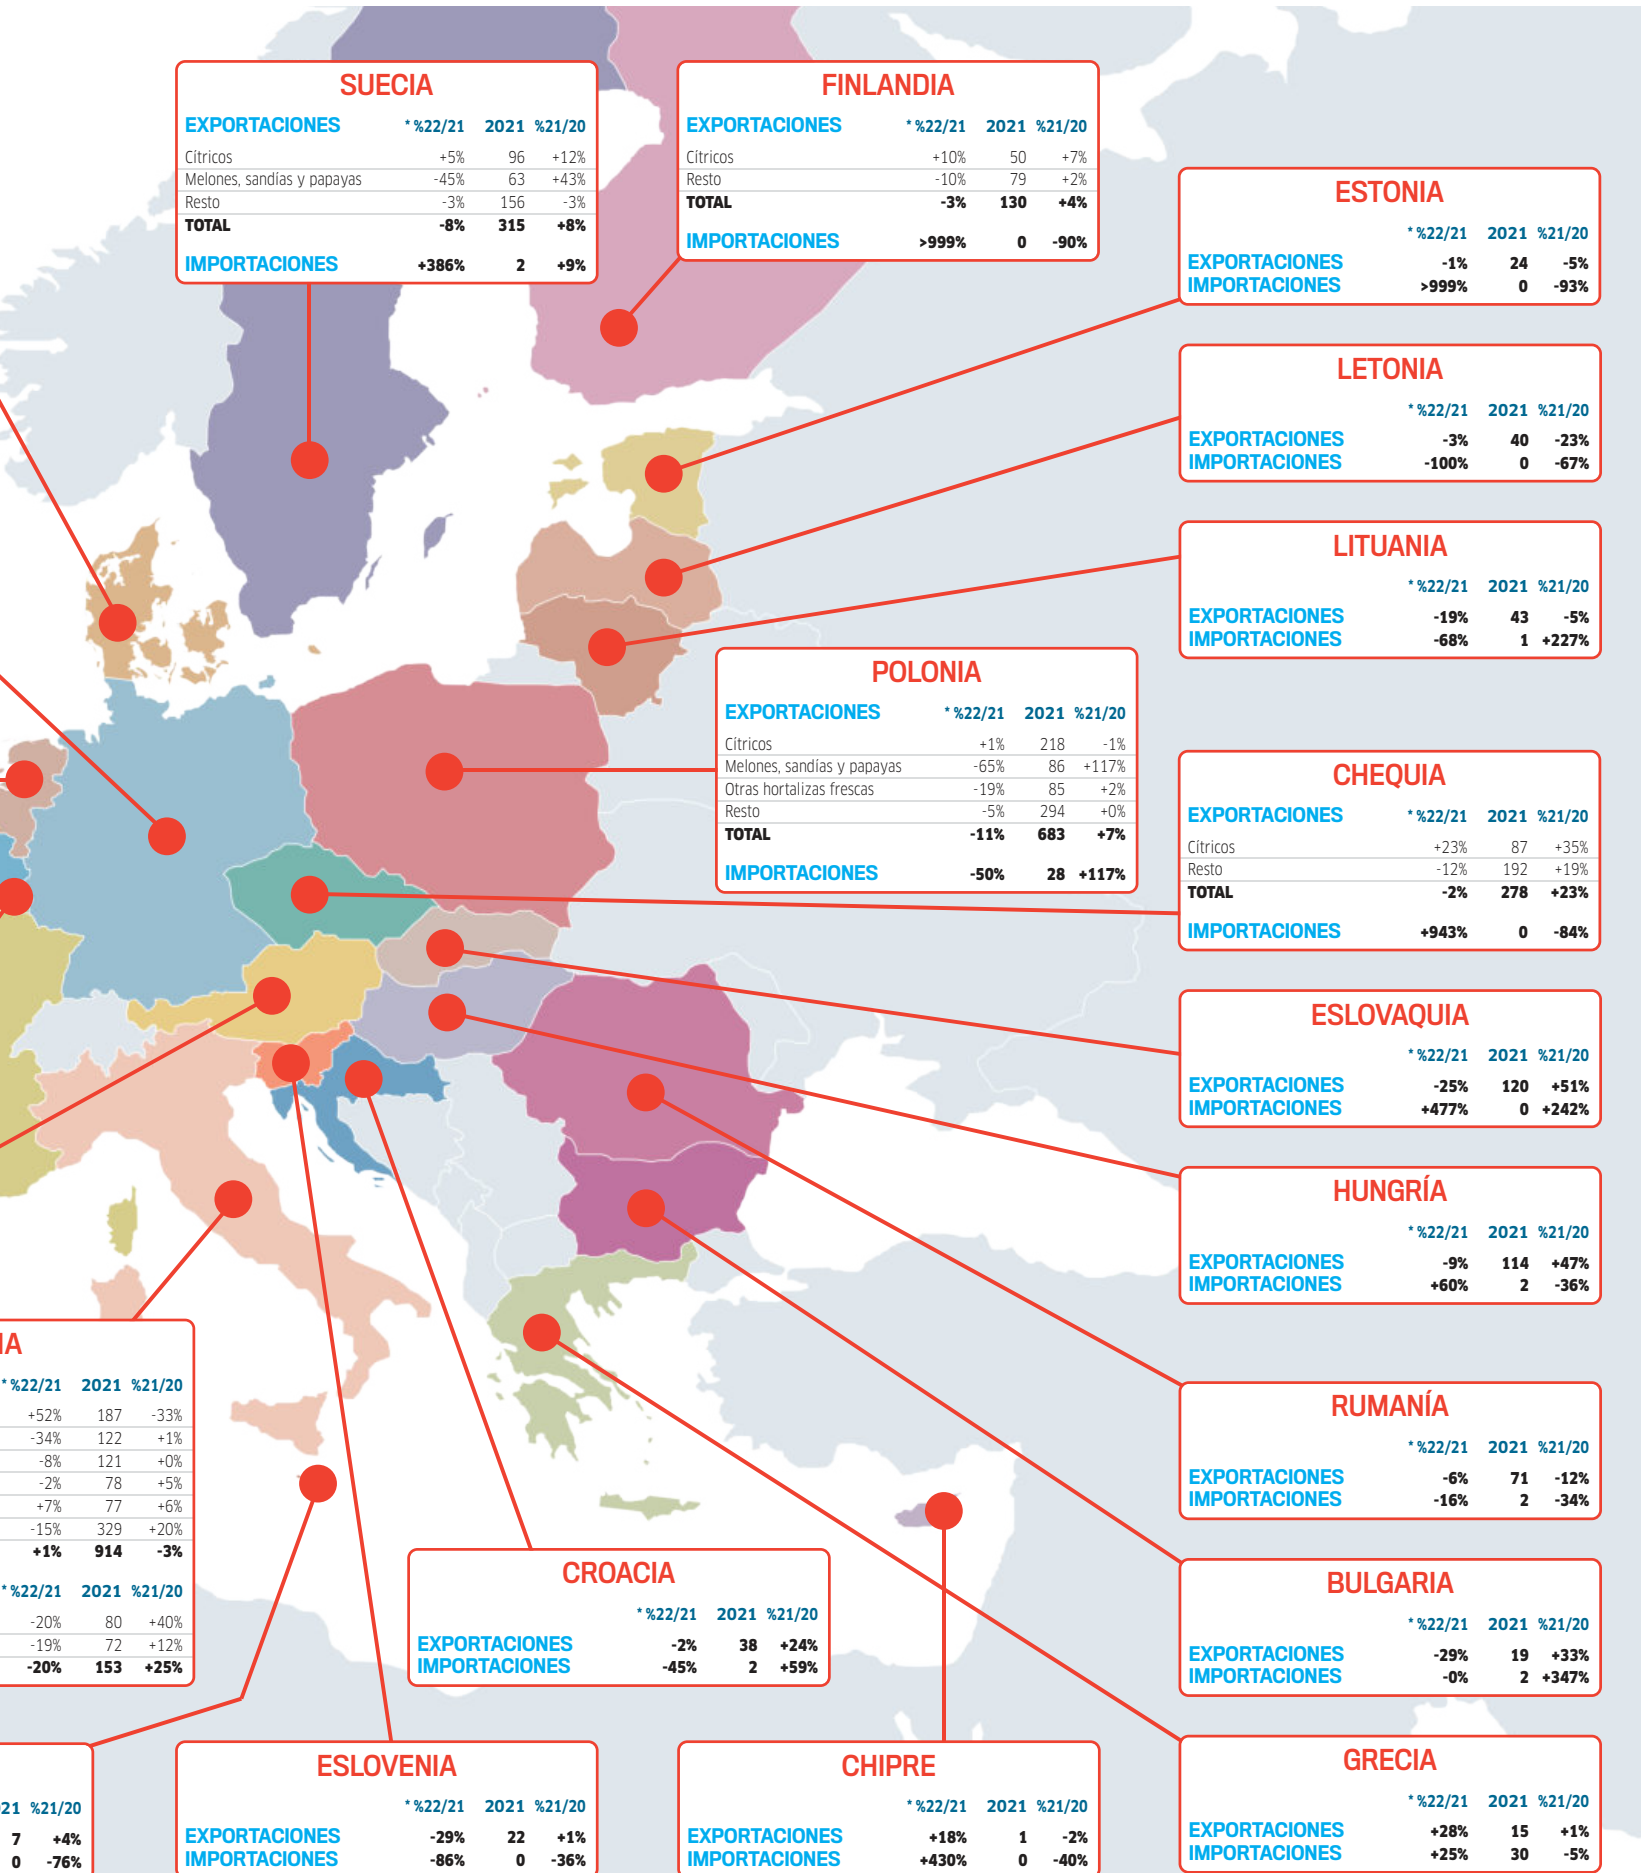 SUECIA
EXPORTACIONES * %22/21 2021 %21/20
Cítricos +5% 96 +12%
Melones, sandías y papayas -45% 63 +43%
Resto -3% 156 -3%
TOTAL -8% 315 +8%
IMPORTACIONES +386% 2 +9%
FINLANDIA
EXPORTACIONES * %22/21 2021 %21/20
Cítricos +10% 50 +7%
Resto -10% 79 +2%
TOTAL -3% 130 +4%
IMPORTACIONES >999% 0 -90%
ESTONIA
* %22/21 2021 %21/20
EXPORTACIONES -1% 24 -5%
IMPORTACIONES >999% 0 -93%
LETONIA
* %22/21 2021 %21/20
EXPORTACIONES -3% 40 -23%
IMPORTACIONES -100% 0 -67%
LITUANIA
* %22/21 2021 %21/20
EXPORTACIONES -19% 43 -5%
IMPORTACIONES -68% 1 +227%
POLONIA
EXPORTACIONES * %22/21 2021 %21/20
Cítricos +1% 218 -1%
Melones, sandías y papayas -65% 86 +117%
Otras hortalizas frescas -19% 85 +2%
Resto -5% 294 +0%
TOTAL -11% 683 +7%
IMPORTACIONES -50% 28 +117%
CHEQUIA
EXPORTACIONES * %22/21 2021 %21/20
Cítricos +23% 87 +35%
Resto -12% 192 +19%
TOTAL -2% 278 +23%
IMPORTACIONES +943% 0 -84%
ESLOVAQUIA
* %22/21 2021 %21/20
EXPORTACIONES -25% 120 +51%
IMPORTACIONES +477% 0 +242%
HUNGRÍA
* %22/21 2021 %21/20
EXPORTACIONES -9% 114 +47%
IMPORTACIONES +60% 2 -36%
IA
* %22/21 2021 %21/20
+52% 187 -33%
-34% 122 +1%
-8% 121 +0%
-2% 78 +5%
+7% 77 +6%
-15% 329 +20%
+1% 914 -3%
* %22/21 2021 %21/20
-20% 80 +40%
-19% 72 +12%
-20% 153 +25%
RUMANÍA
* %22/21 2021 %21/20
EXPORTACIONES -6% 71 -12%
IMPORTACIONES -16% 2 -34%
CROACIA
* %22/21 2021 %21/20
EXPORTACIONES -2% 38 +24%
IMPORTACIONES -45% 2 +59%
BULGARIA
* %22/21 2021 %21/20
EXPORTACIONES -29% 19 +33%
IMPORTACIONES -0% 2 +347%
21 %21/20
7 +4%
0 -76%
ESLOVENIA
* %22/21 2021 %21/20
EXPORTACIONES -29% 22 +1%
IMPORTACIONES -86% 0 -36%
CHIPRE
* %22/21 2021 %21/20
EXPORTACIONES +18% 1 -2%
IMPORTACIONES +430% 0 -40%
GRECIA
* %22/21 2021 %21/20
EXPORTACIONES +28% 15 +1%
IMPORTACIONES +25% 30 -5%